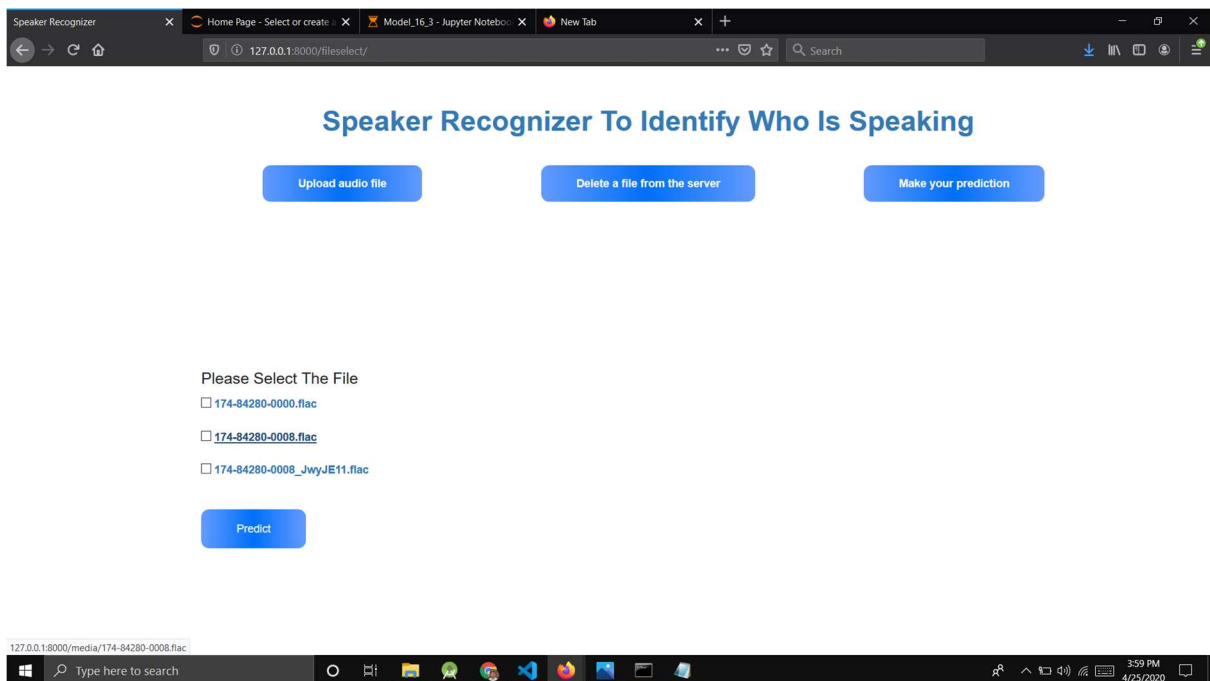 Speaker Recognizer
Home Page - Select or create a
Model_16_3 - Jupyter Noteboo
New Tab
127.0.0.1:8000/fileselect/
Search
Speaker Recognizer To Identify Who Is Speaking
Upload audio file
Delete a file from the server
Make your prediction
Please Select The File
174-84280-0000.flac
174-84280-0008.flac
174-84280-0008_JwyJE11.flac
Predict
127.0.0.1:8000/media/174-84280-0008.flac
Type here to search
3:59 PM
4/25/2020